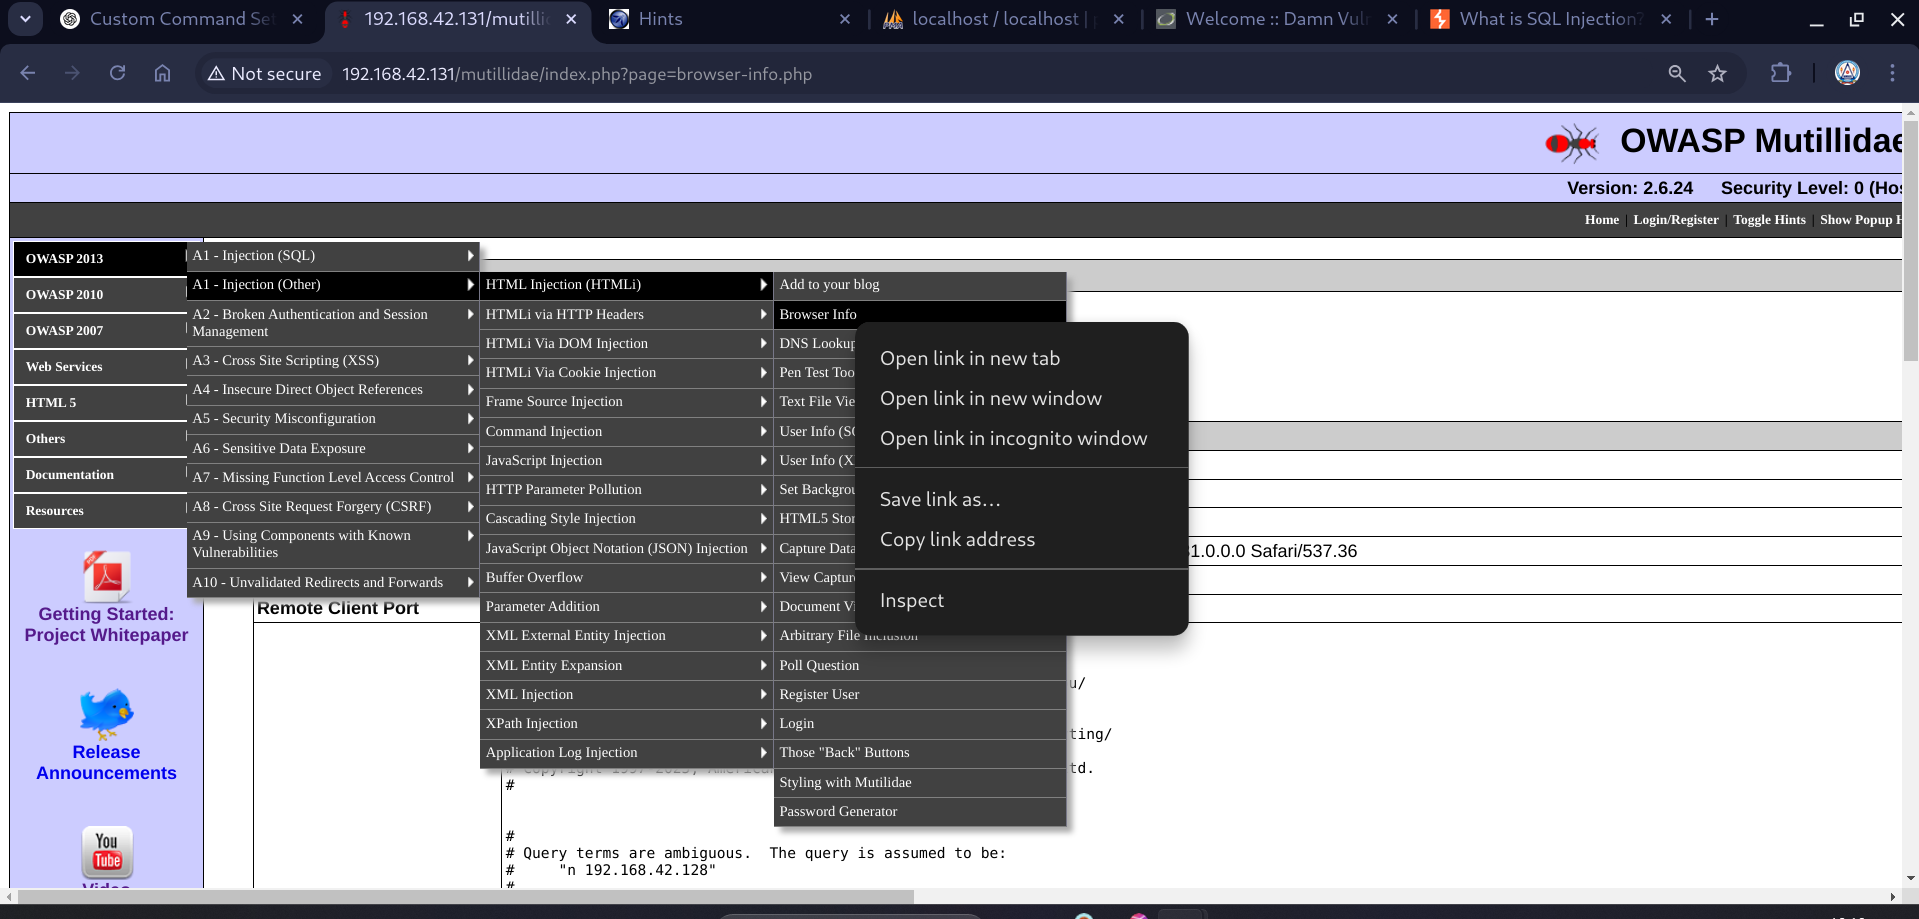 Custom Command Se
192.168.42.131/mutilli
Hints
localhost / localhost |
Welcome :: Damn Vul
What is SQL Injection?
Not secure
192.168.42.131/mutillidae/index.php?page=browser-info.php
OWASP Mutillidae
Version: 2.6.24
Security Level: 0 (Hos
Home | Login/Register | Toggle Hints | Show Popup H
OWASP 2013
OWASP 2010
OWASP 2007
Web Services
HTML 5
Others
Documentation
Resources
Getting Started:
Project Whitepaper
Release
Announcements
You
Tube
Video
A1 - Injection (SQL)
A1 - Injection (Other)
A2 - Broken Authentication and Session
Management
A3 - Cross Site Scripting (XSS)
A4 - Insecure Direct Object References
A5 - Security Misconfiguration
A6 - Sensitive Data Exposure
A7 - Missing Function Level Access Control
A8 - Cross Site Request Forgery (CSRF)
A9 - Using Components with Known
Vulnerabilities
A10 - Unvalidated Redirects and Forwards
HTML Injection (HTMLi)
HTMLi via HTTP Headers
HTMLi Via DOM Injection
HTMLi Via Cookie Injection
Frame Source Injection
Command Injection
JavaScript Injection
HTTP Parameter Pollution
Cascading Style Injection
JavaScript Object Notation (JSON) Injection
Buffer Overflow
Parameter Addition
XML External Entity Injection
XML Entity Expansion
XML Injection
XPath Injection
Application Log Injection
Add to your blog
Browser Info
DNS Lookup
Pen Test Too
Text File Vie
User Info (SQ
User Info (X
Set Backgrou
HTML5 Stor
Capture Data
View Captur
Document Vi
Arbitrary File Inclusion
Poll Question
Register User
Login
Those "Back" Buttons
Styling with Mutilidae
Password Generator
Open link in new tab
Open link in new window
Open link in incognito window
Save link as...
Copy link address
Inspect
31.0.0.0 Safari/537.36
Remote Client Port
u/
ting/
# Copyright 1997-2025, American
td.
#
#
# Query terms are ambiguous.  The query is assumed to be:
#     "n 192.168.42.128"
#